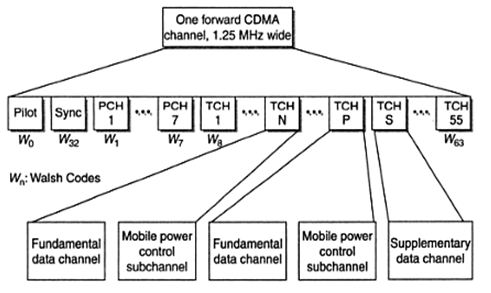 One forward CDMA
channel, 1.25 MHz wide
Pilot Sync PCH 1 ... PCH 7 TCH 1 ... TCH N ... TCH P TCH S ... TCH 55
W0 W32 W1 W7 W8 W63
Wn: Walsh Codes
Fundamental
data channel
Mobile power
control
subchannel
Fundamental
data channel
Mobile power
control
subchannel
Supplementary
data channel